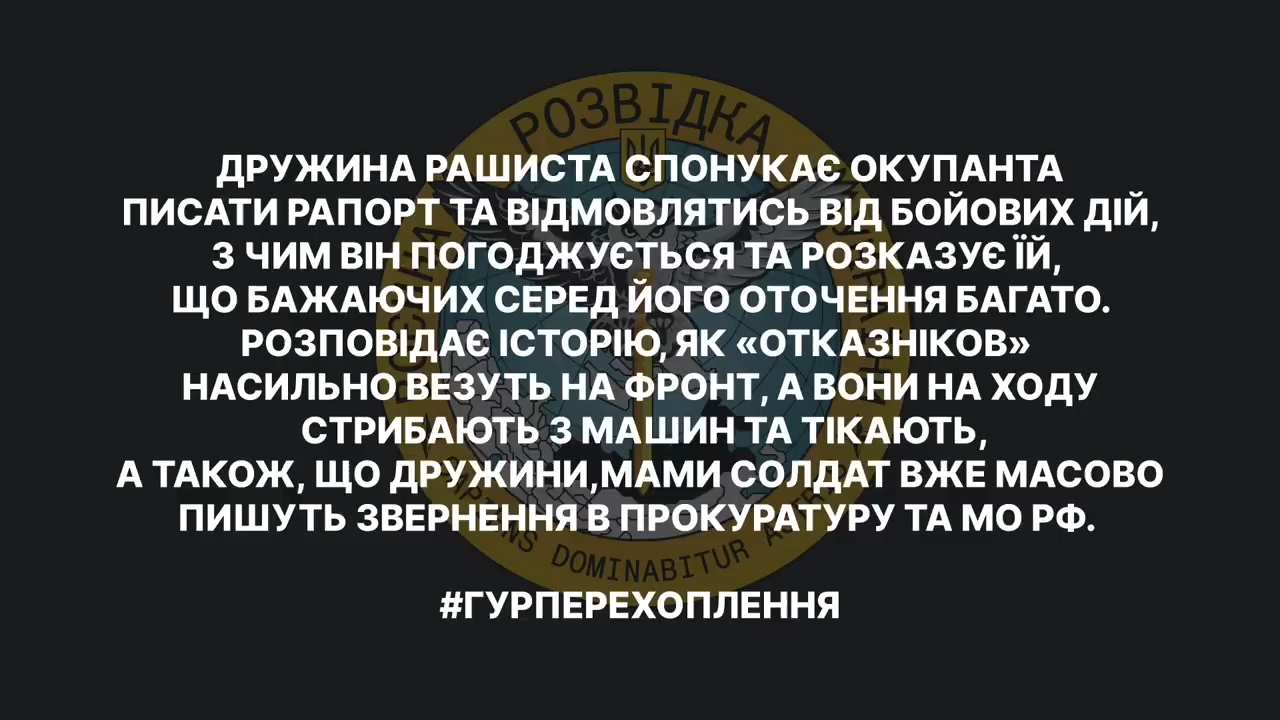 РОЗВІДКА
ДРУЖИНА РАШИСТА СПОНУКАЄ ОКУПАНТА
ПИСАТИ РАПОРТ ТА ВІДМОВЛЯТИСЬ ВІД БОЙОВИХ ДІЙ,
З ЧИМ ВІН ПОГОДЖУЄТЬСЯ ТА РОЗКАЗУЄ ЇЙ,
ЩО БАЖАЮЧИХ СЕРЕД ЙОГО ОТОЧЕННЯ БАГАТО.
РОЗПОВІДАЄ ІСТОРІЮ,ЯК «ОТКАЗНІКОВ»
НАСИЛЬНО ВЕЗУТЬ НА ФРОНТ, А ВОНИ НА ХОДУ
СТРИБАЮТЬ З МАШИН ТА ТІКАЮТЬ,
А ТАКОЖ, ЩО ДРУЖИНИ,МАМИ СОЛДАТ ВЖЕ МАСОВО
ПИШУТЬ ЗВЕРНЕННЯ В ПРОКУРАТУРУ ТА МО РФ.
DOMINABITUR
#ГУРПЕРЕХОПЛЕННЯ